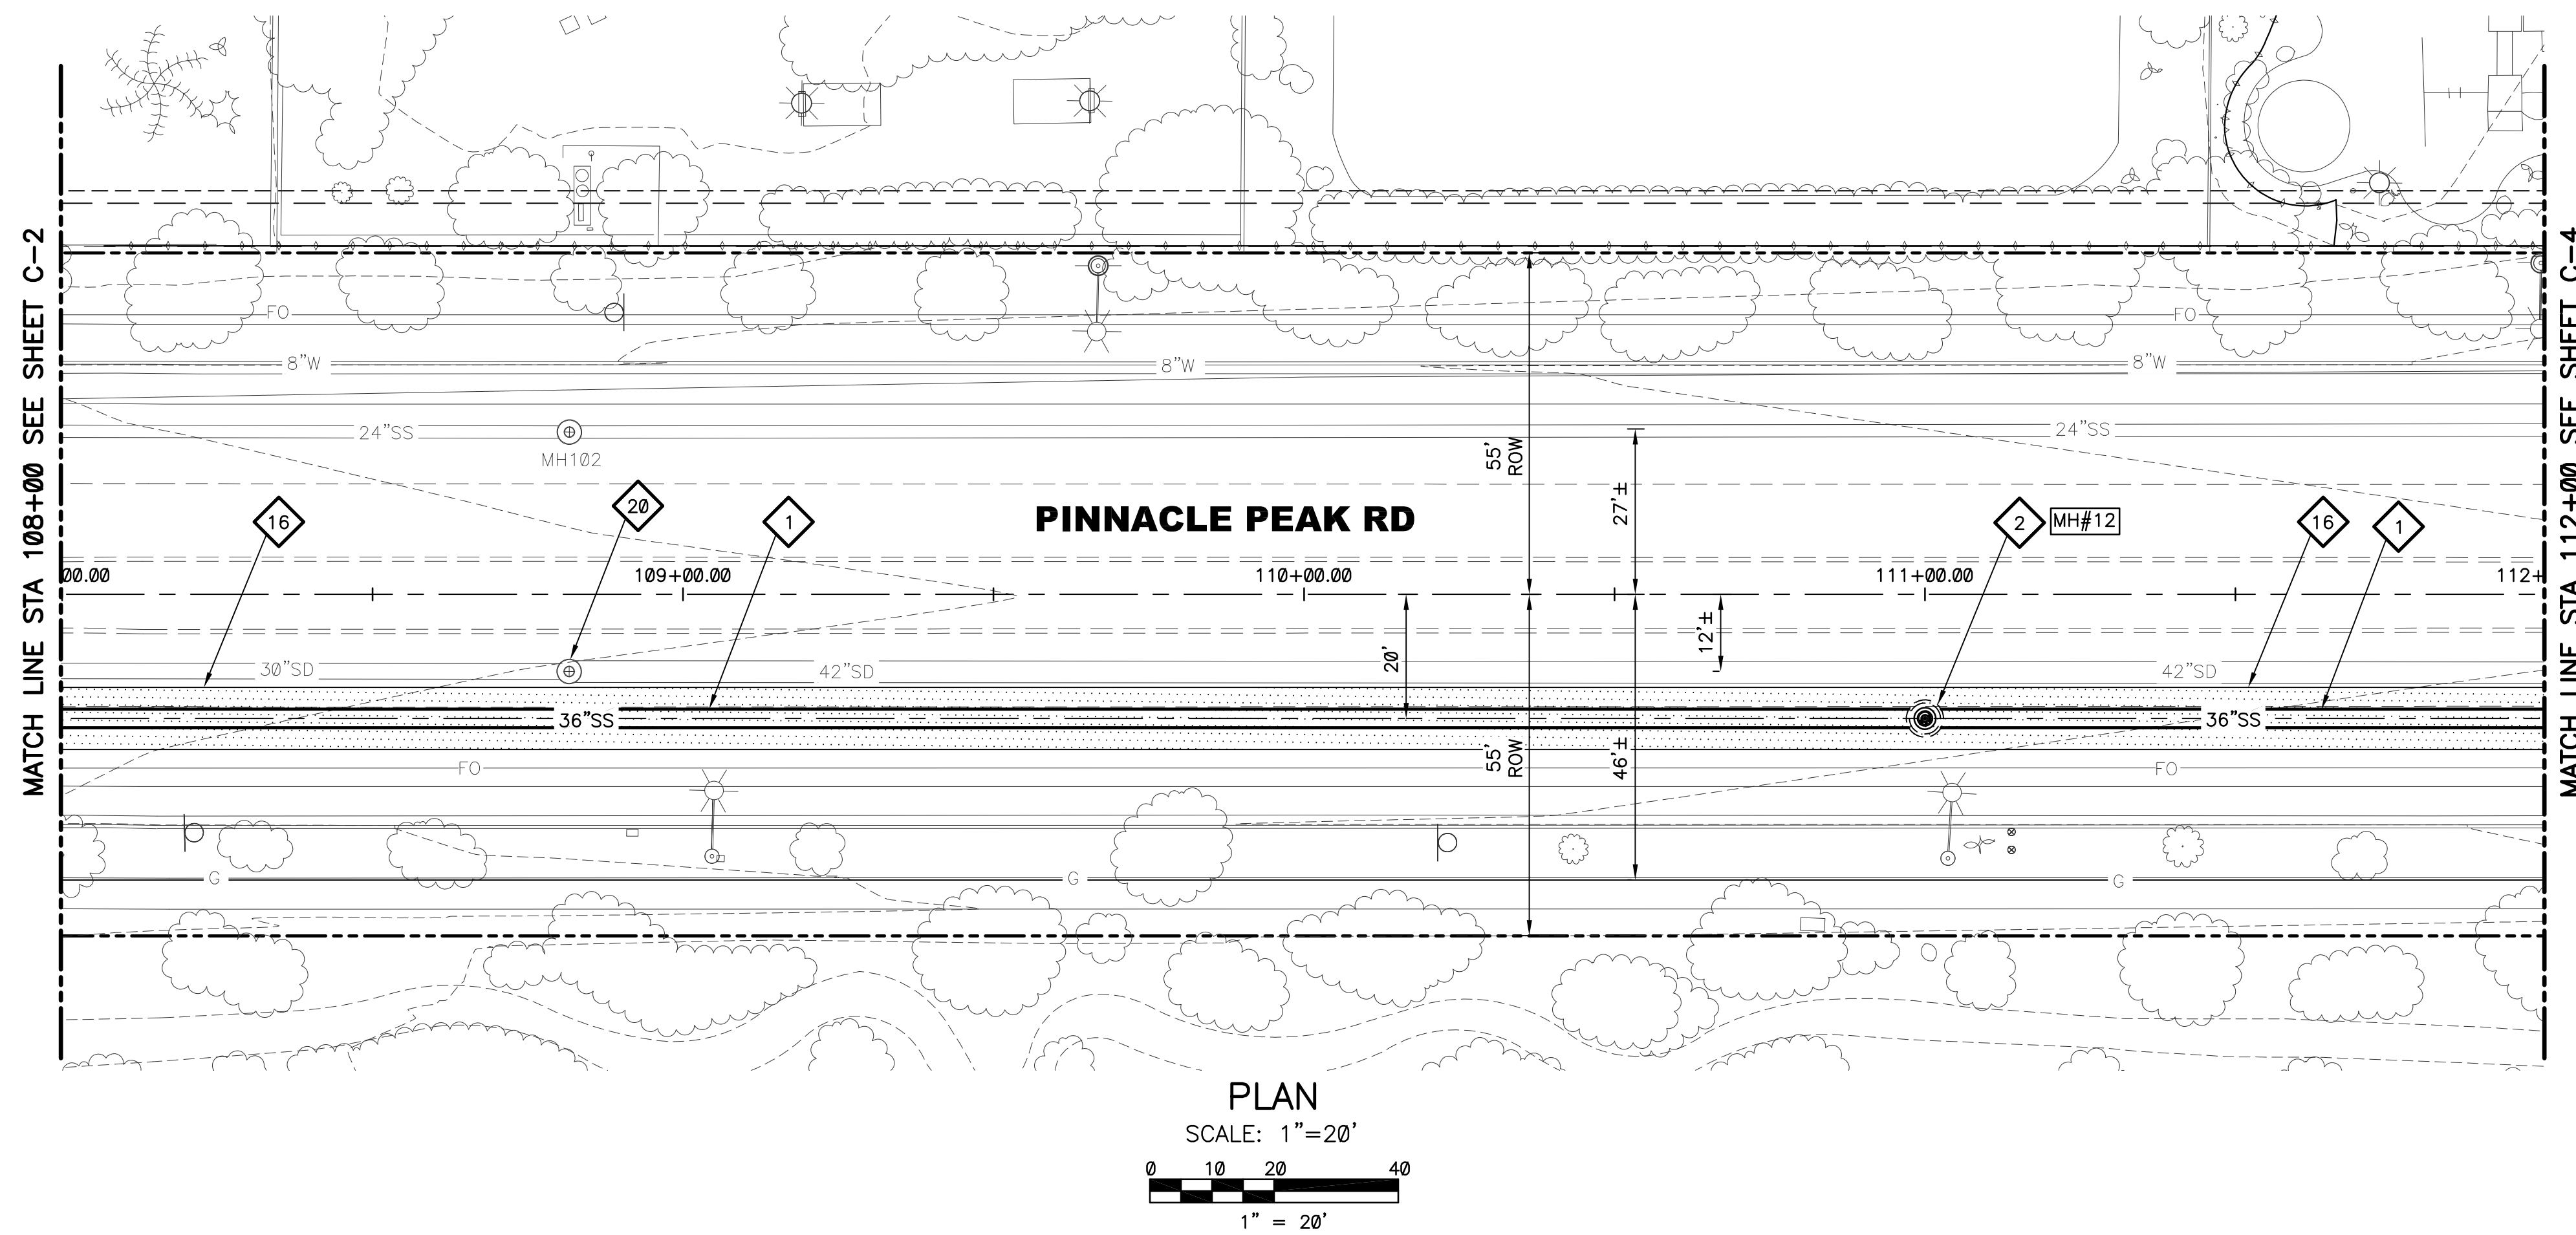 MATCH LINE STA 108+00 SEE SHEET C-2
FO
FO
8"W
8"W
8"W
24"SS
24"SS
MH102
55'
ROW
27'±
16
20
1
PINNACLE PEAK RD
2
MH#12
16
1
00.00
109+00.00
110+00.00
111+00.00
112+
30"SD
42"SD
20'
12'±
42"SD
36"SS
36"SS
55'
ROW
46'±
FO
FO
G
G
G
MATCH LINE STA 112+00 SEE SHEET C-4
PLAN
SCALE: 1"=20'
0 10 20 40
1" = 20'